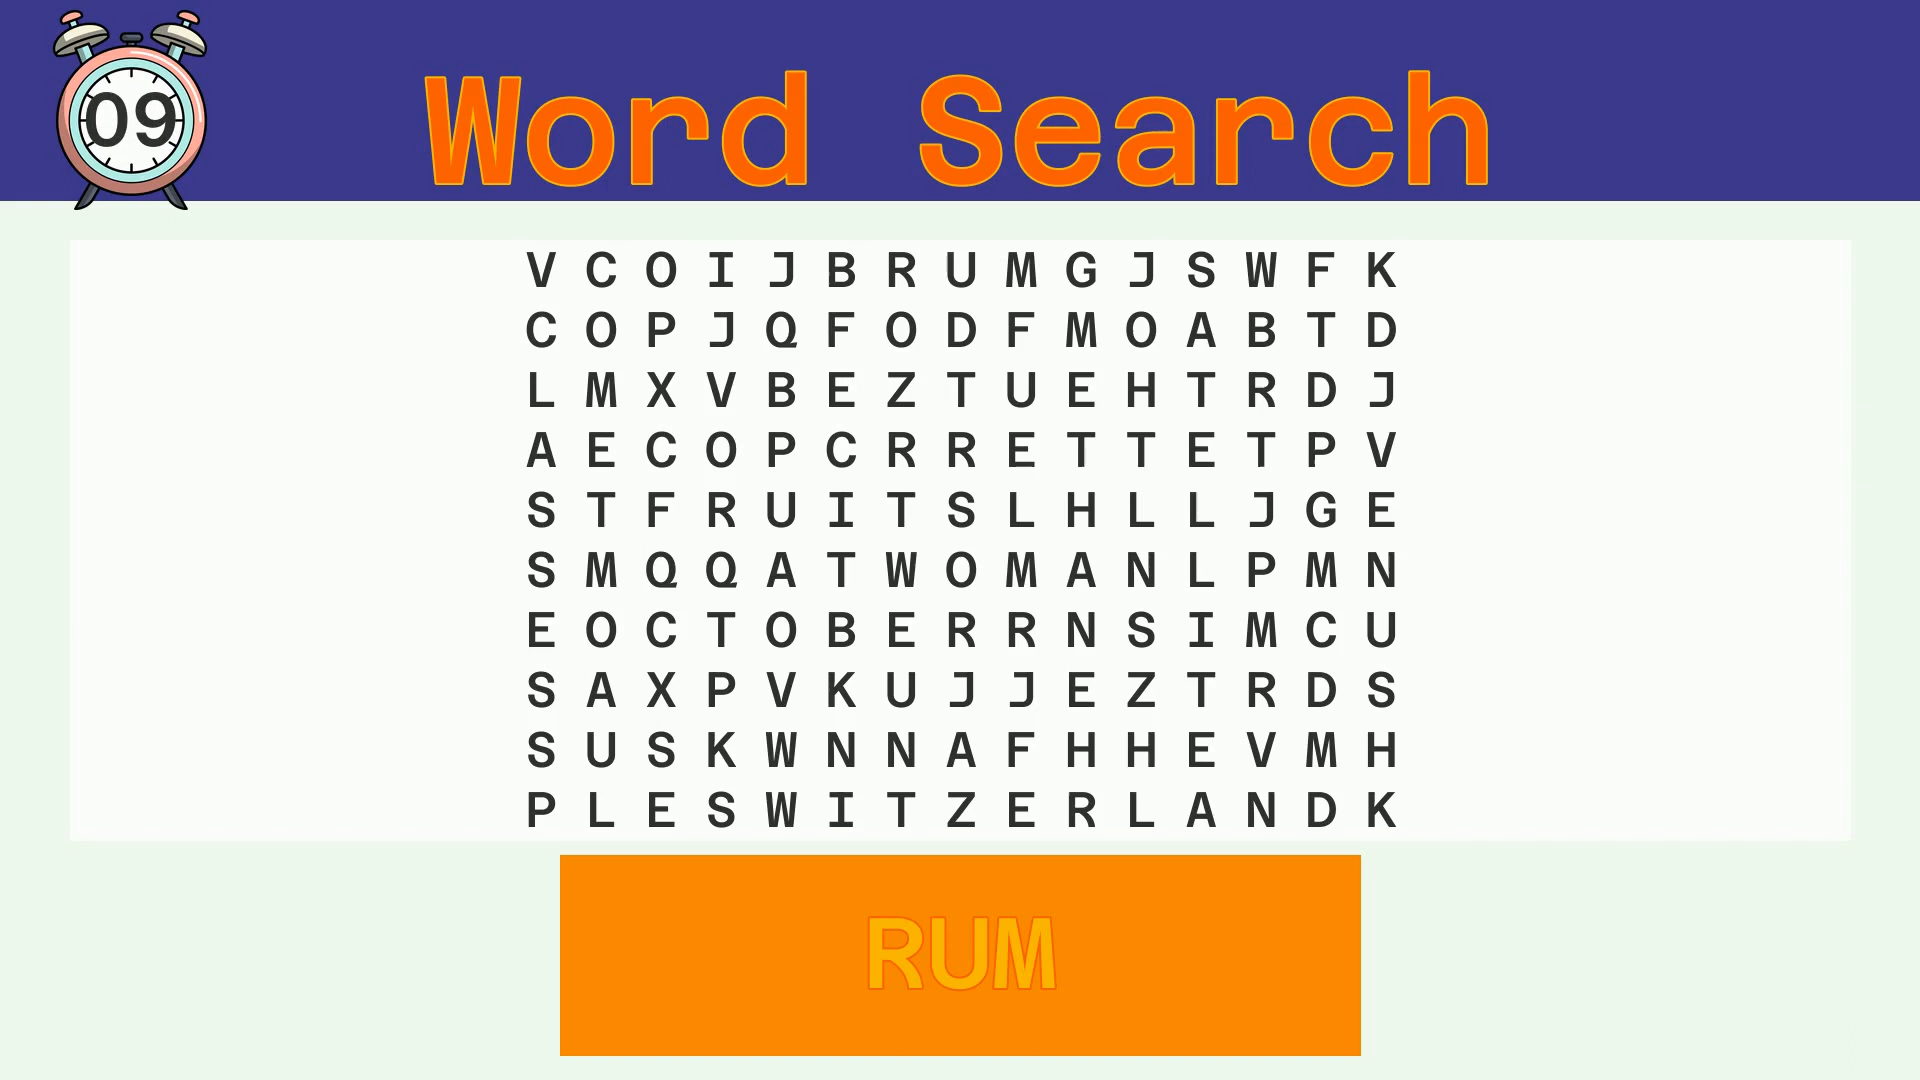 09
Word Search
V C O I J B R U M G J S W F K
C O P J Q F O D F M O A B T D
L M X V B E Z T U E H T R D J
A E C O P C R R E T T E T P V
S T F R U I T S L H L L J G E
S M Q Q A T W O M A N L P M N
E O C T O B E R R N S I M C U
S A X P V K U J J E Z T R D S
S U S K W N N A F H H E V M H
P L E S W I T Z E R L A N D K
RUM